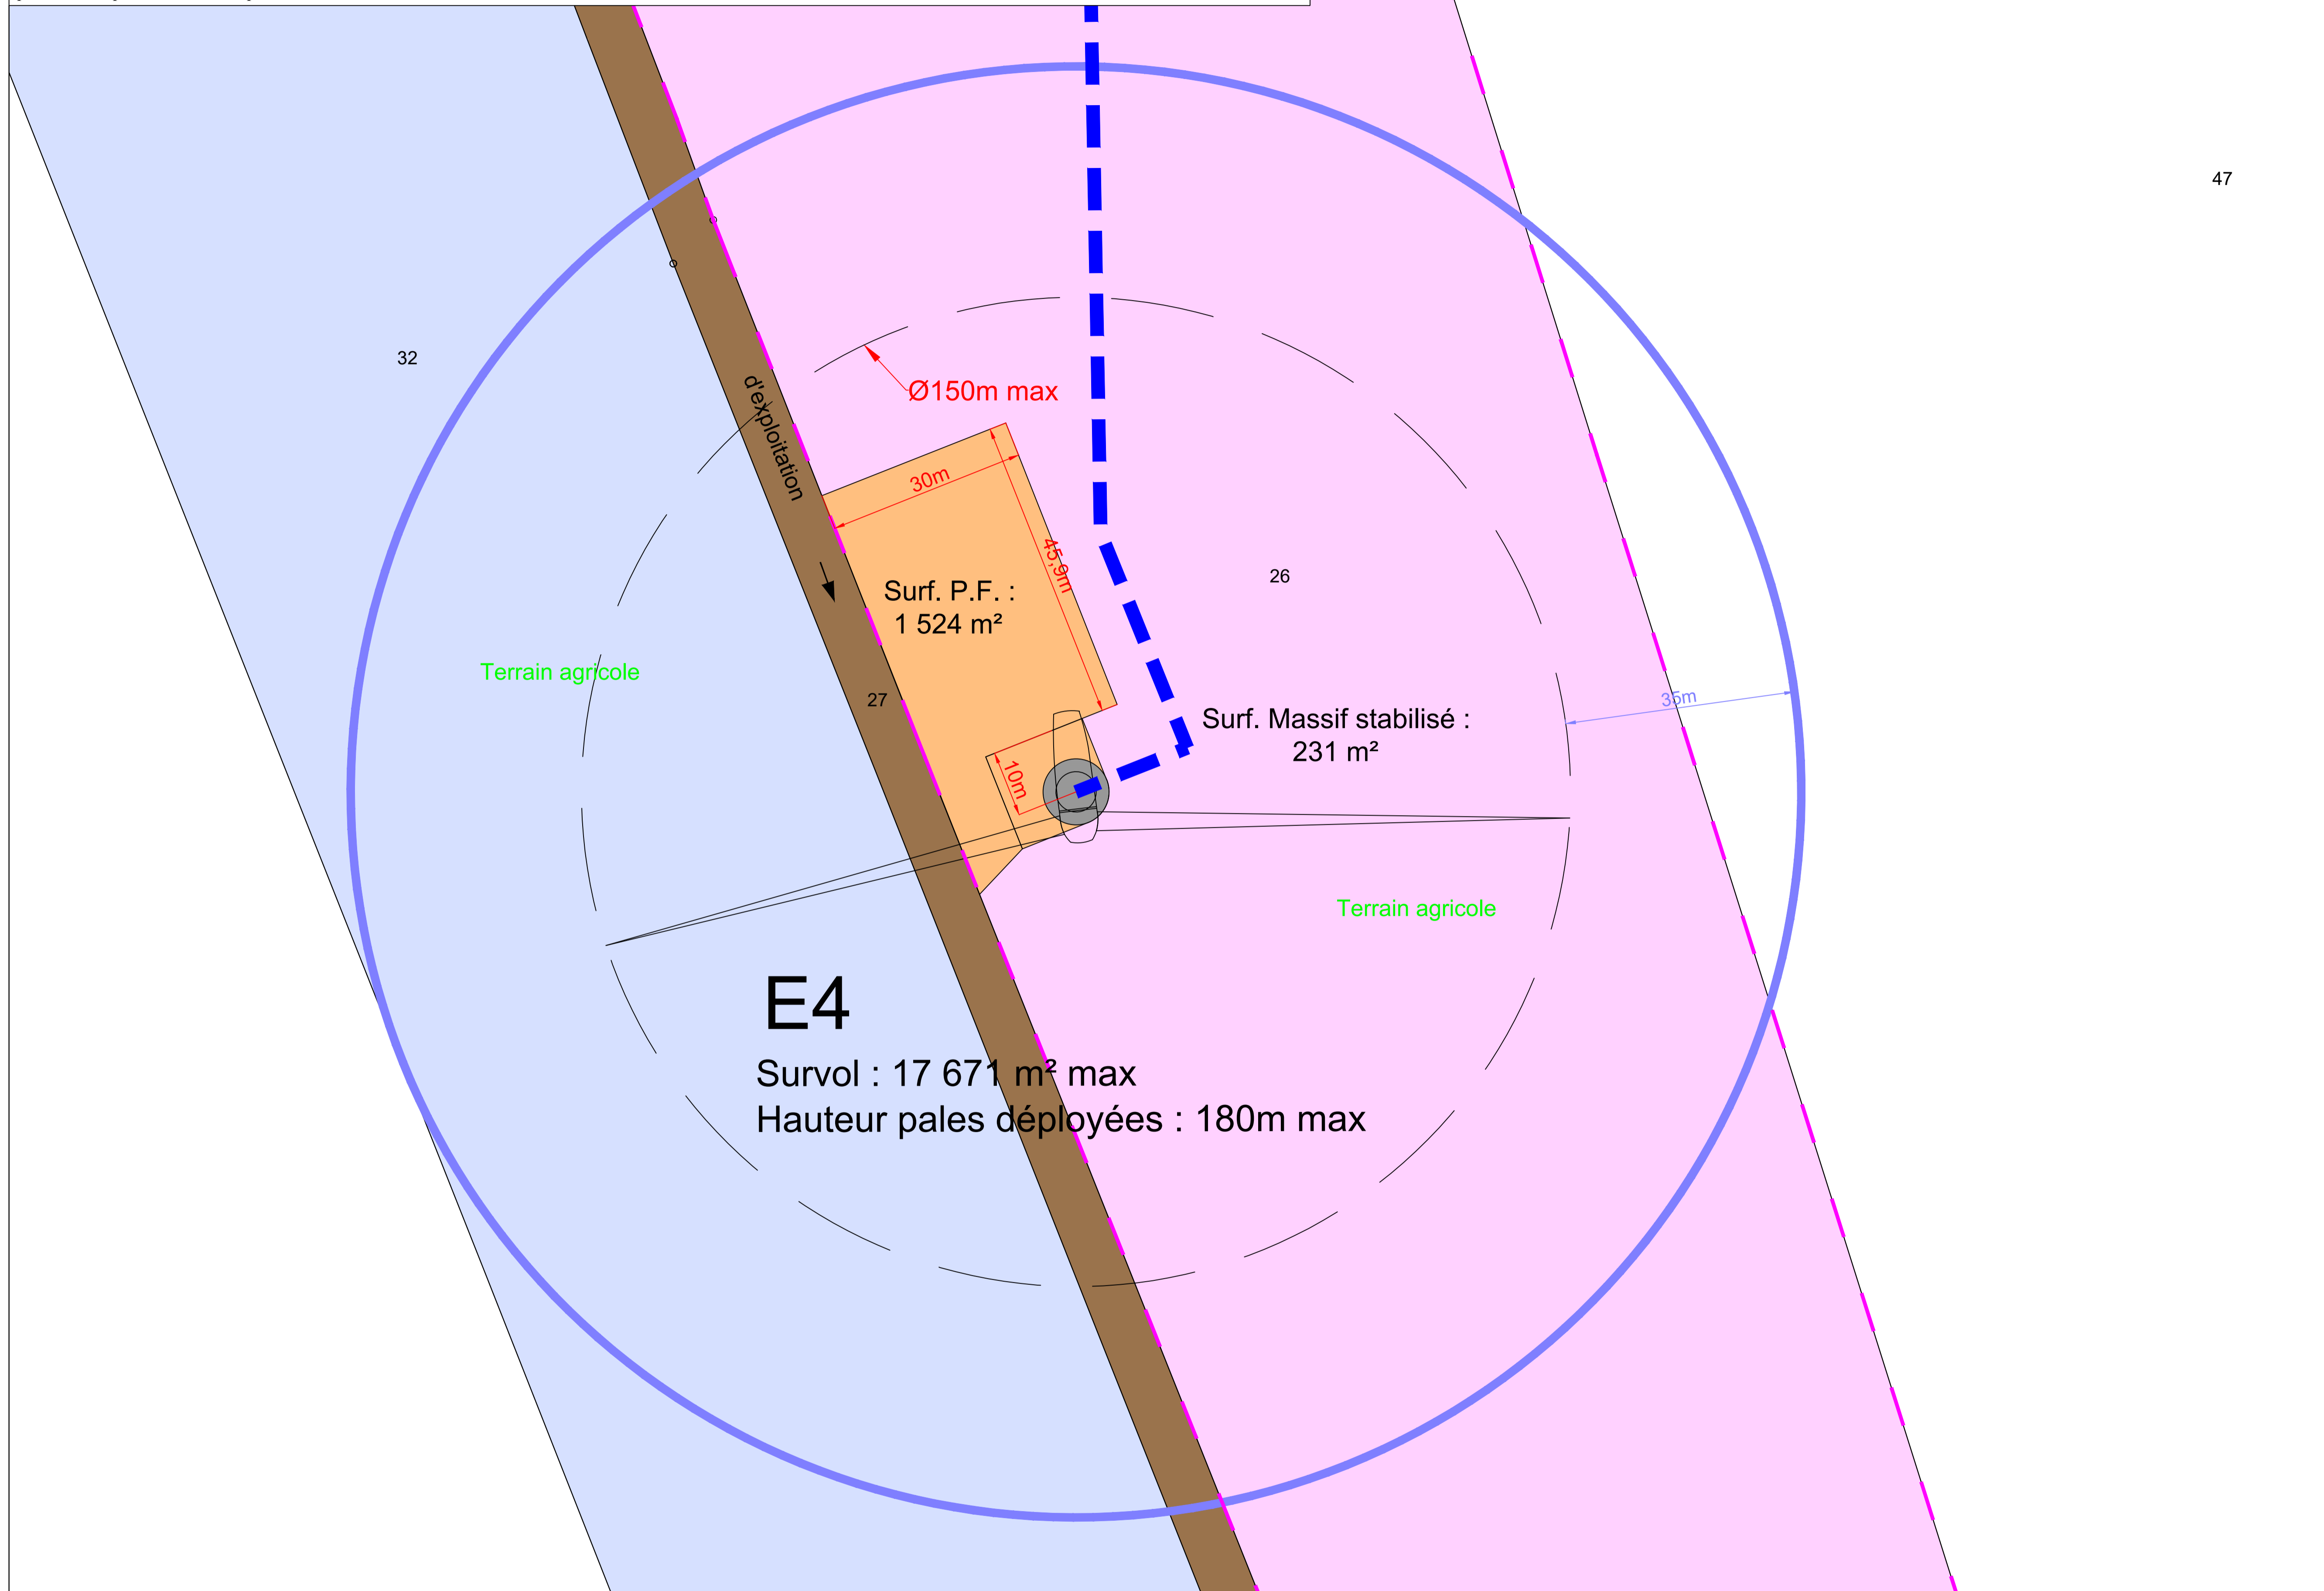 47
32
Ø150m max
d'exploitation
30m
45,9m
26
Surf. P.F. :
1 524 m²
Terrain agricole
27
35m
Surf. Massif stabilisé :
231 m²
10m
Terrain agricole
E4
Survol : 17 671 m² max
Hauteur pales déployées : 180m max